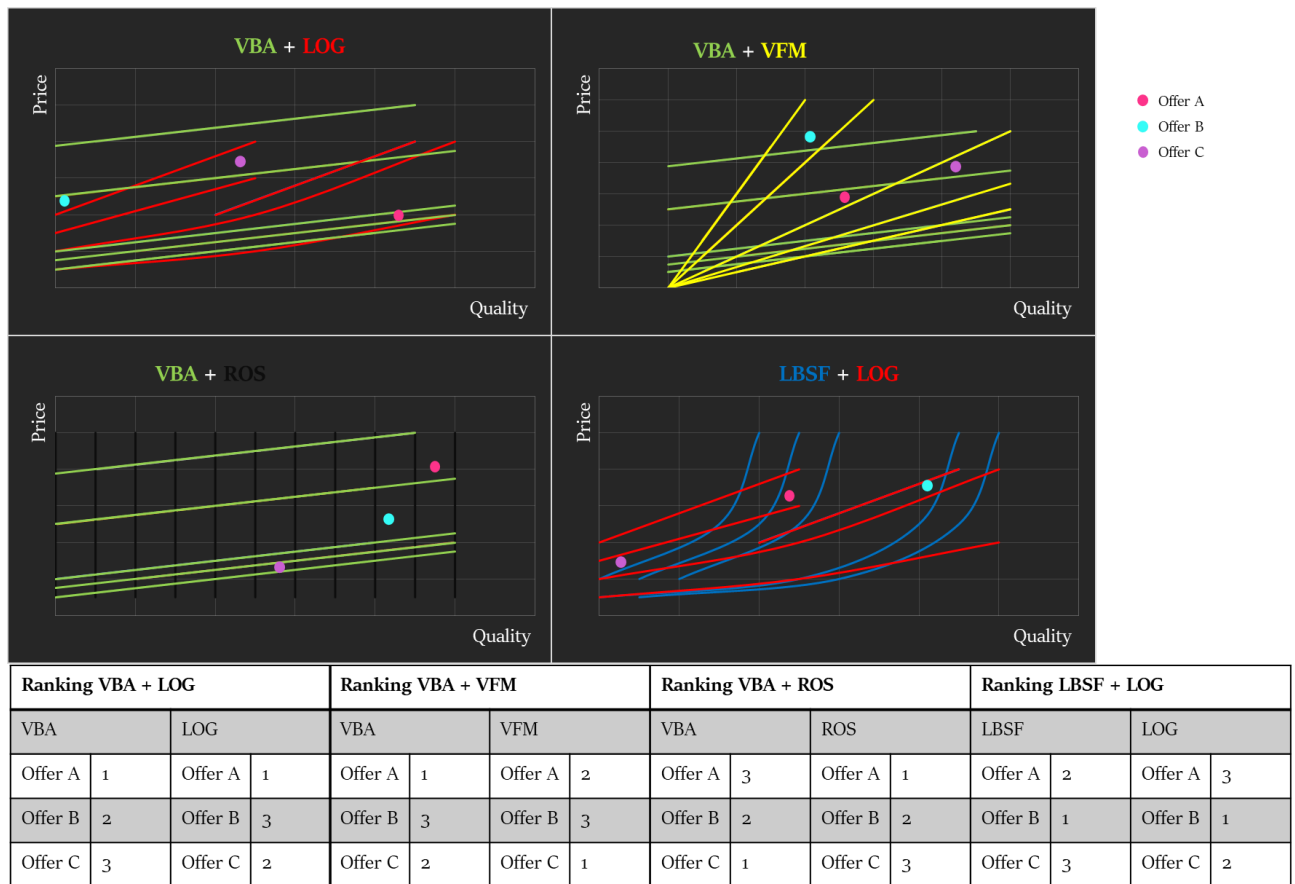 VBA + LOG
Price
Quality
VBA + VFM
Price
Quality
Offer A
Offer B
Offer C
VBA + ROS
Price
Quality
LBSF + LOG
Price
Quality
Ranking VBA + LOG Ranking VBA + VFM Ranking VBA + ROS Ranking LBSF + LOG
VBA LOG VBA VFM VBA ROS LBSF LOG
Offer A 1 Offer A 1 Offer A 1 Offer A 2 Offer A 3 Offer A 1 Offer A 2 Offer A 3
Offer B 2 Offer B 3 Offer B 3 Offer B 3 Offer B 2 Offer B 2 Offer B 1 Offer B 1
Offer C 3 Offer C 2 Offer C 2 Offer C 1 Offer C 1 Offer C 3 Offer C 3 Offer C 2